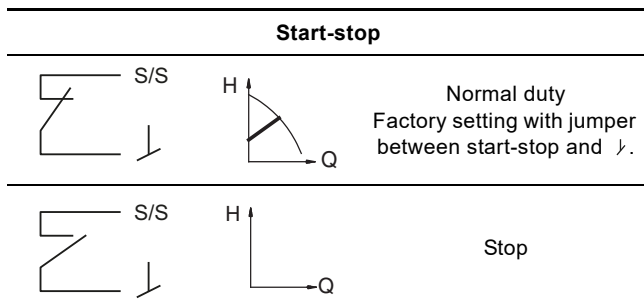 Start-stop
S/S
H
Q
Normal duty
Factory setting with jumper
between start-stop and .
S/S
H
Q
Stop